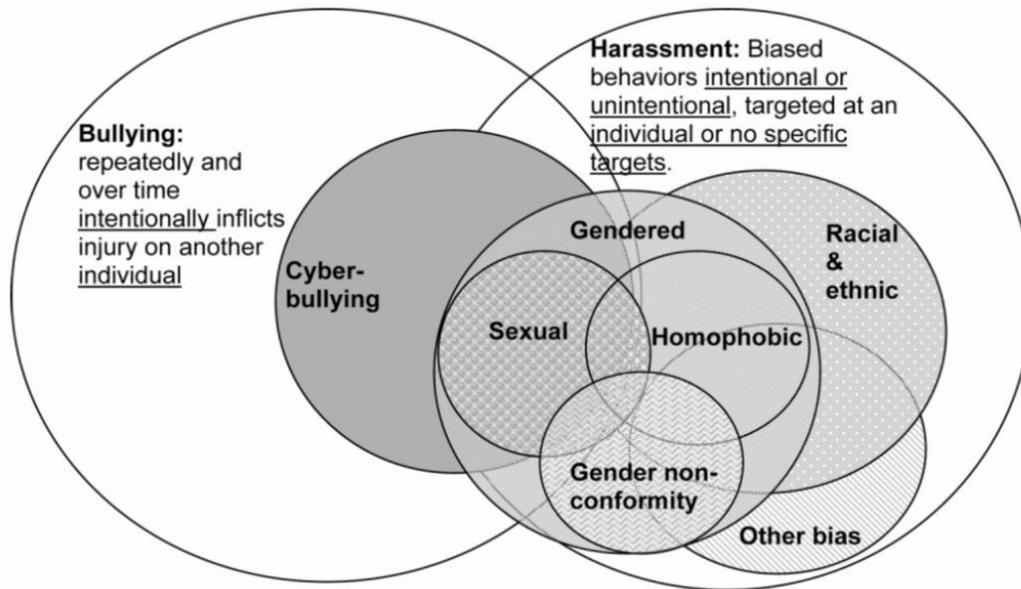 Bullying:
repeatedly and
over time
intentionally inflicts
injury on another
individual
Harassment: Biased
behaviors intentional or
unintentional, targeted at an
individual or no specific
targets.
Cyber-
bullying
Gendered
Sexual
Homophobic
Racial
&
ethnic
Gender non-
conformity
Other bias